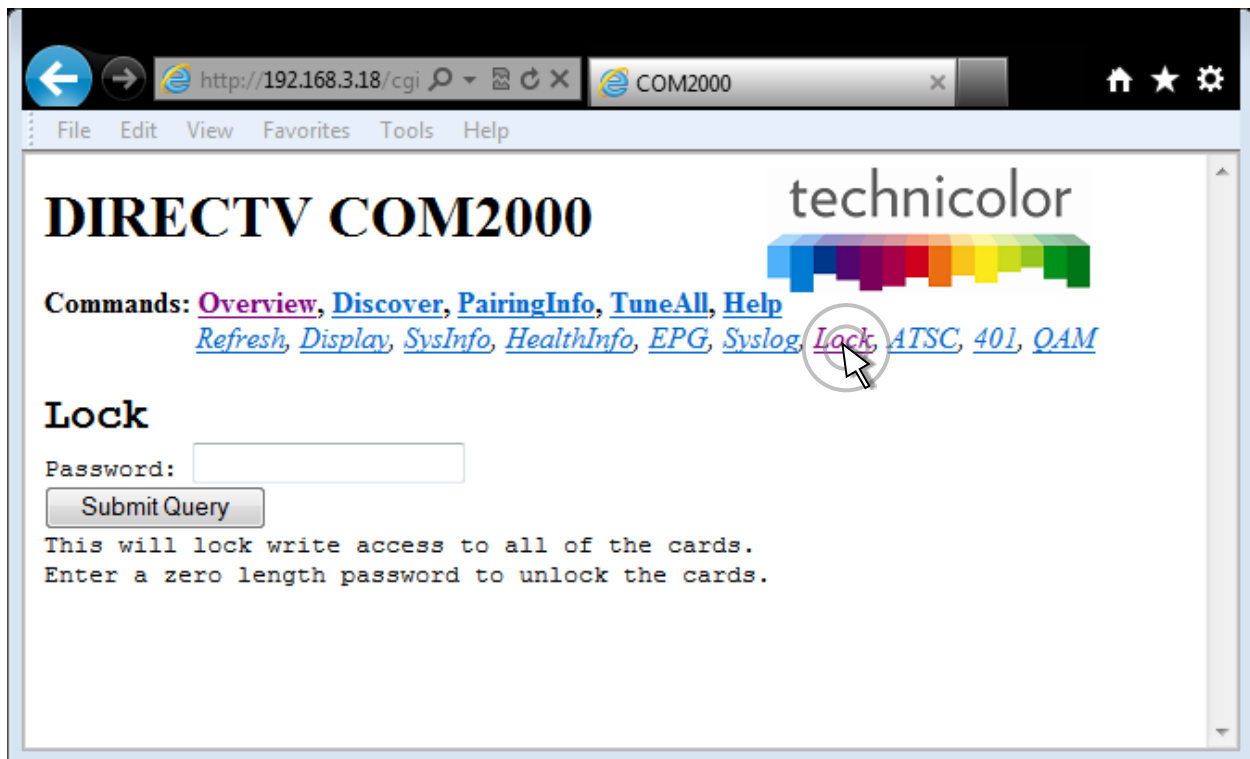 http://192.168.3.18/cgi
COM2000
File Edit View Favorites Tools Help
technicolor
DIRECTV COM2000
Commands: Overview, Discover, PairingInfo, TuneAll, Help
Refresh, Display, SysInfo, HealthInfo, EPG, Syslog, Lock, ATSC, 401, QAM
Lock
Password:
Submit Query
This will lock write access to all of the cards.
Enter a zero length password to unlock the cards.